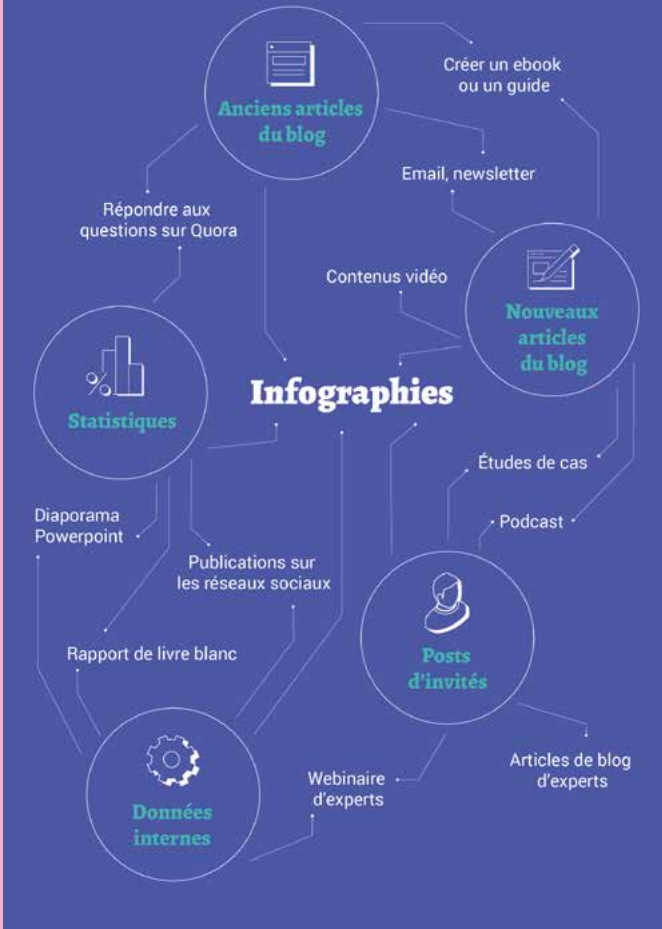 Créer un ebook
ou un guide
Anciens articles
du blog
Email, newsletter
Répondre aux
questions sur Quora
Contenus vidéo
Nouveaux
articles
du blog
Infographies
Statistiques
Études de cas
Diaporama
Powerpoint
Podcast
Publications sur
les réseaux sociaux
Rapport de livre blanc
Posts
d'invités
Articles de blog
d'experts
Webinaire
d'experts
Données
internes